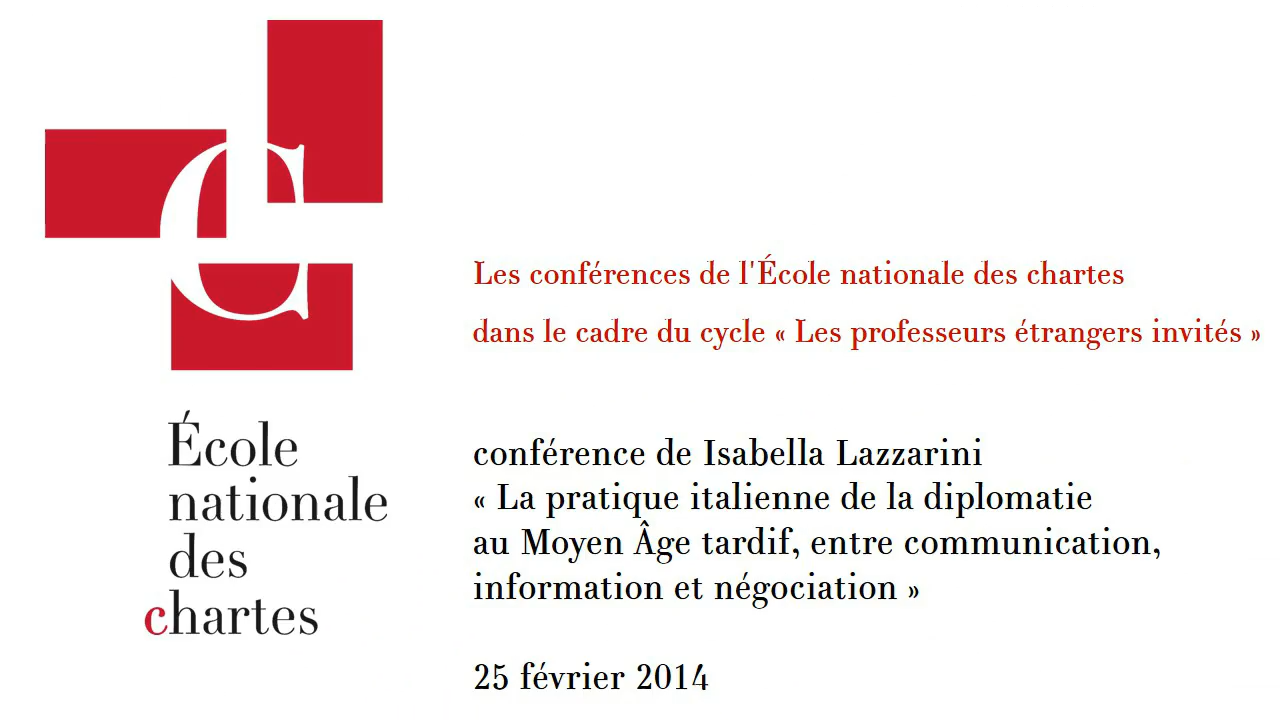 C
École
nationale
des
chartes
Les conférences de l'École nationale des chartes
dans le cadre du cycle « Les professeurs étrangers invités »
conférence de Isabella Lazzarini
« La pratique italienne de la diplomatie
au Moyen Âge tardif, entre communication,
information et négociation »
25 février 2014